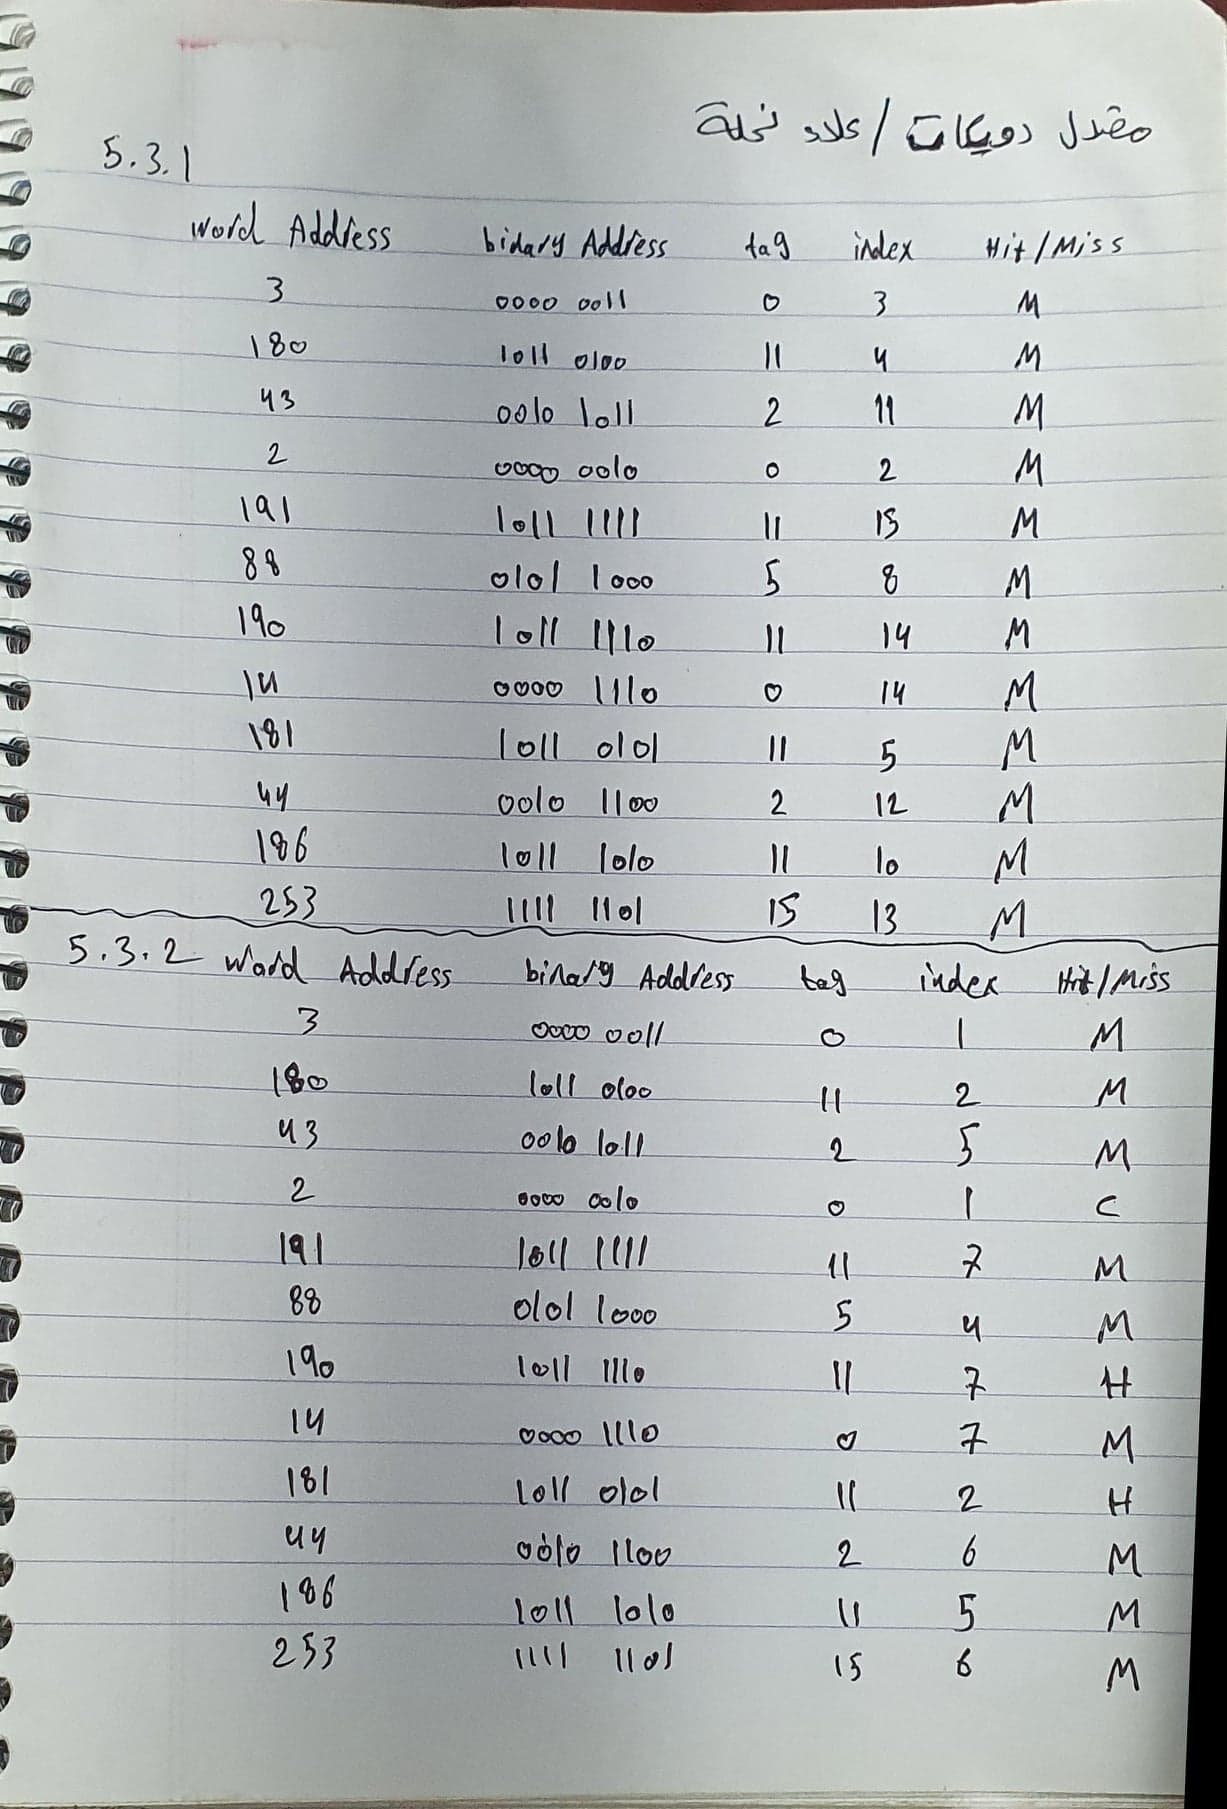 مقدل دويكات / علاء نخلة
5.3.1
Word Address binary Address tag index Hit/Miss
3 0000 0011 0 3 M
180 1011 0100 11 4 M
43 0010 1011 2 11 M
2 0000 0010 0 2 M
191 1011 1111 11 15 M
88 0101 1000 5 8 M
190 1011 1110 11 14 M
14 0000 1110 0 14 M
181 1011 0101 11 5 M
44 0010 1100 2 12 M
186 1011 1010 11 10 M
253 1111 1101 15 13 M
5.3.2 Word Address binary Address tag index Hit/Miss
3 0000 0011 0 1 M
180 1011 0100 11 2 M
43 0010 1011 2 5 M
2 0000 0010 0 1 C
191 1011 1111 11 7 M
88 0101 1000 5 4 M
190 1011 1110 11 7 H
14 0000 1110 0 7 M
181 1011 0101 11 2 H
44 0010 1100 2 6 M
186 1011 1010 11 5 M
253 1111 1101 15 6 M